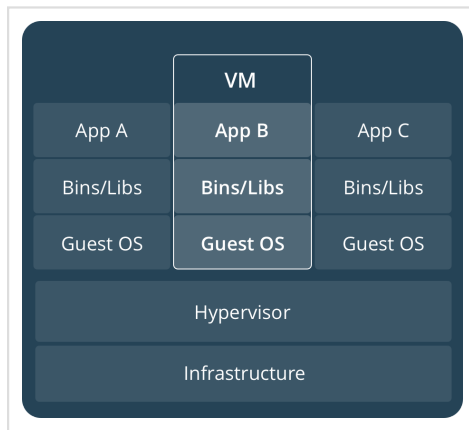 VM
App A App B App C
Bins/Libs Bins/Libs Bins/Libs
Guest OS Guest OS Guest OS
Hypervisor
Infrastructure